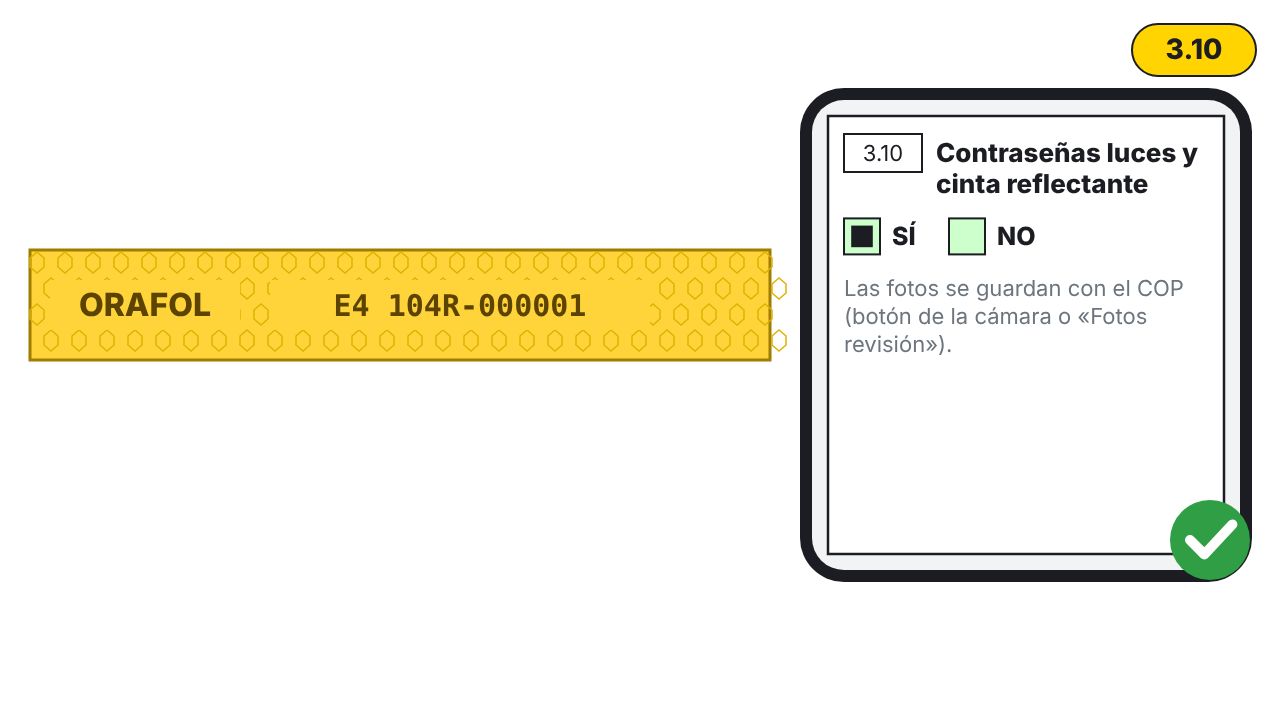 3.10
3.10
Contraseñas luces y
cinta reflectante
SÍ
NO
Las fotos se guardan con el COP
(botón de la cámara o «Fotos
revisión»).
ORAFOL
E4 104R-000001